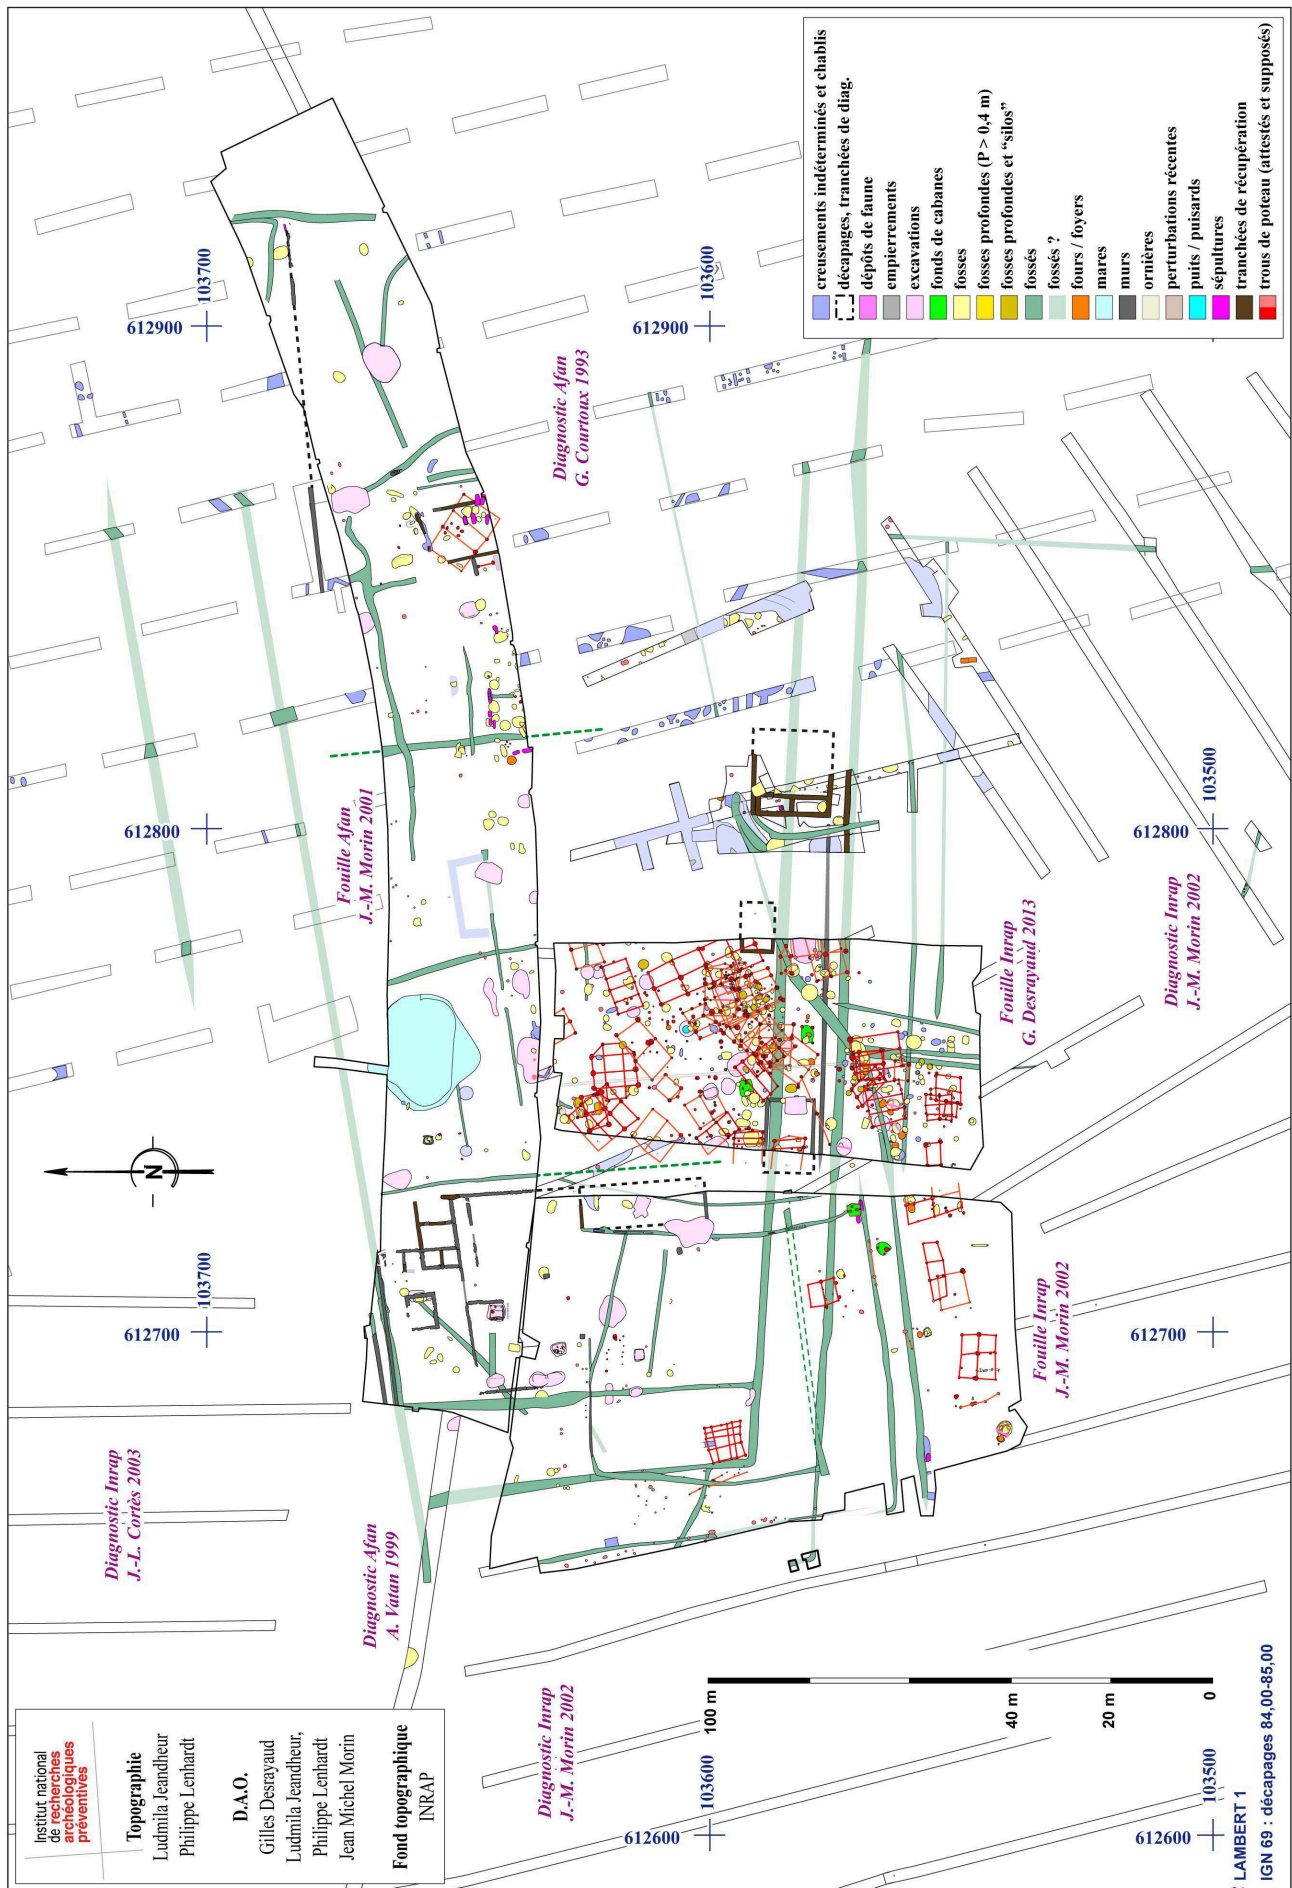 Institut national
de recherches
archéologiques
préventives
Topographie
Ludmila Jeandheur
Philippe Lenhardt
D.A.O.
Gilles Desrayaud
Ludmila Jeandheur,
Philippe Lenhardt
Jean Michel Morin
Fond topographique
INRAP
Diagnostic Inrap
J.-L. Cortès 2003
Diagnostic Afan
A. Vatan 1999
Diagnostic Inrap
J.-M. Morin 2002
Fouille Afan
J.-M. Morin 2001
Diagnostic Afan
G. Courtoux 1993
Fouille Inrap
G. Desrayaud 2013
Fouille Inrap
J.-M. Morin 2002
Diagnostic Inrap
J.-M. Morin 2002
N
612700
103700
612800
612900
103700
612900
103600
612800
103500
612700
612600
103600
612600
103500
100 m
40 m
20 m
0
LAMBERT 1
IGN 69 : décapages 84,00-85,00
creusements indéterminés et chablis
décapages, tranchées de diag.
dépôts de faune
empierrements
excavations
fonds de cabanes
fosses
fosses profondes (P > 0,4 m)
fosses profondes et “silos”
fossés
fossés ?
fours / foyers
mares
murs
ornières
perturbations récentes
puits / puisards
sépultures
tranchées de récupération
trous de poteau (attestés et supposés)